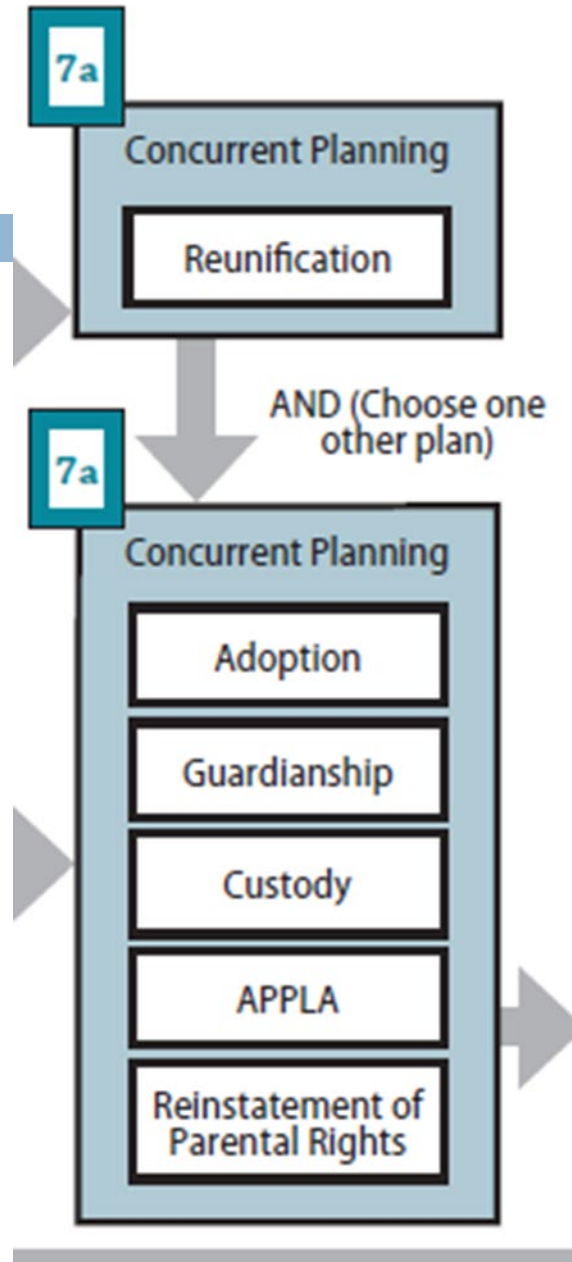 7a
Concurrent Planning
Reunification
AND (Choose one
other plan)
7a
Concurrent Planning
Adoption
Guardianship
Custody
APPLA
Reinstatement of
Parental Rights